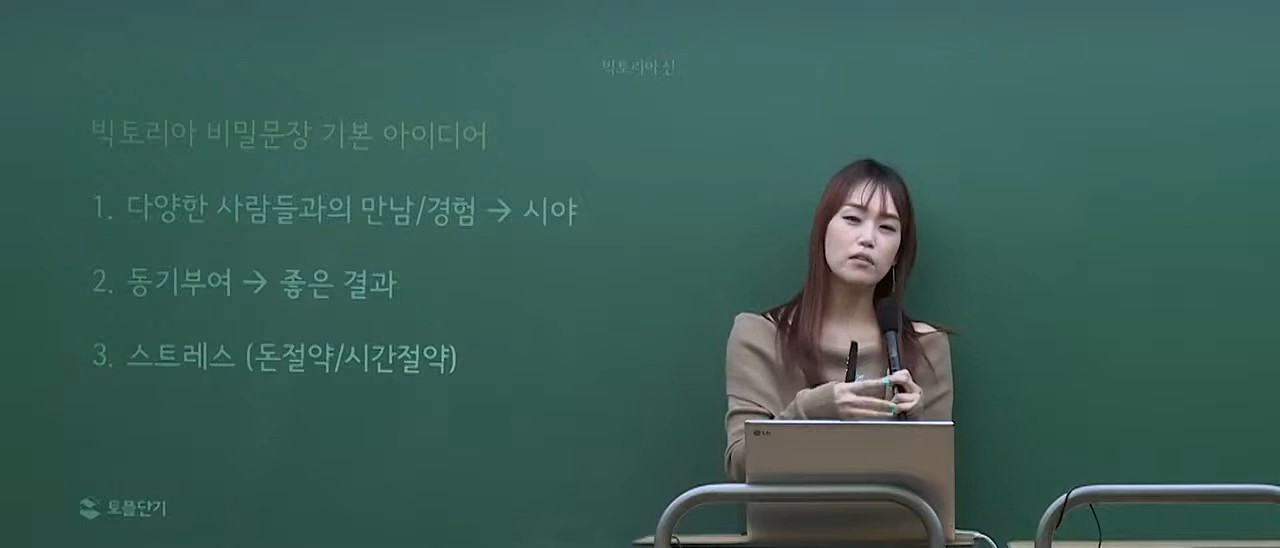 빅토리아 신
빅토리아 비밀문장 기본 아이디어
1. 다양한 사람들과의 만남/경험 → 시야
2. 동기부여 → 좋은 결과
3. 스트레스 (돈절약/시간절약)
토플단기
LG